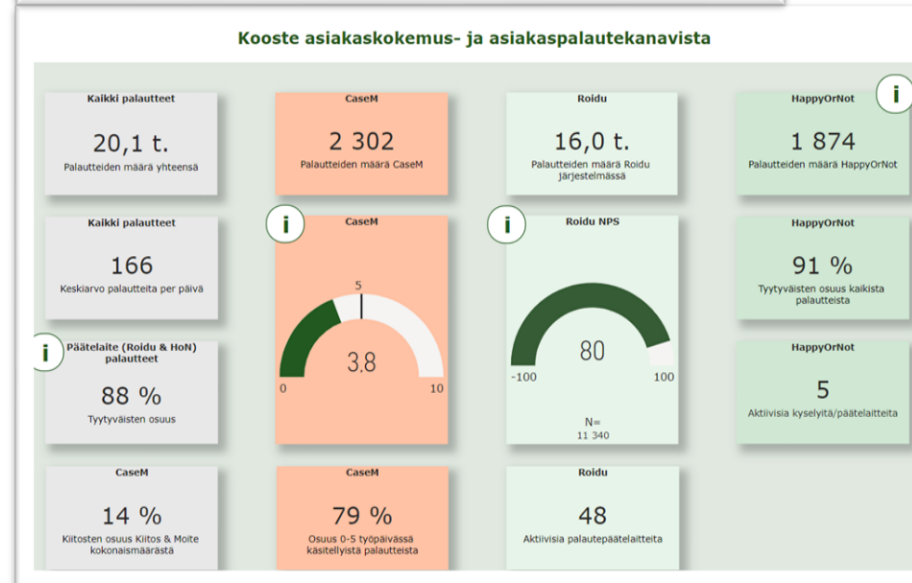 Kooste asiakaskokemus- ja asiakaspalautekanavista
Kaikki palautteet
20,1 t.
Palautteiden määrä yhteensä
CaseM
2 302
Palautteiden määrä CaseM
Roidu
16,0 t.
Palautteiden määrä Roidu
järjestelmässä
HappyOrNot
i
1 874
Palautteiden määrä HappyOrNot
Kaikki palautteet
166
Keskiarvo palautteita per päivä
i
CaseM
5
3.8
0
10
i
Roidu NPS
80
-100
100
N=
11 340
HappyOrNot
91 %
Tyytyväisten osuus kaikista
palautteista
i
Päätelaite (Roidu & HoN)
palautteet
88 %
Tyytyväisten osuus
HappyOrNot
5
Aktiivisia kyselyitä/päätelaitteita
CaseM
14 %
Kiitosten osuus Kiitos & Moite
kokonaismäärästä
CaseM
79 %
Osuus 0-5 työpäivässä
käsitellyistä palautteista
Roidu
48
Aktiivisia palautepäätelaitteita